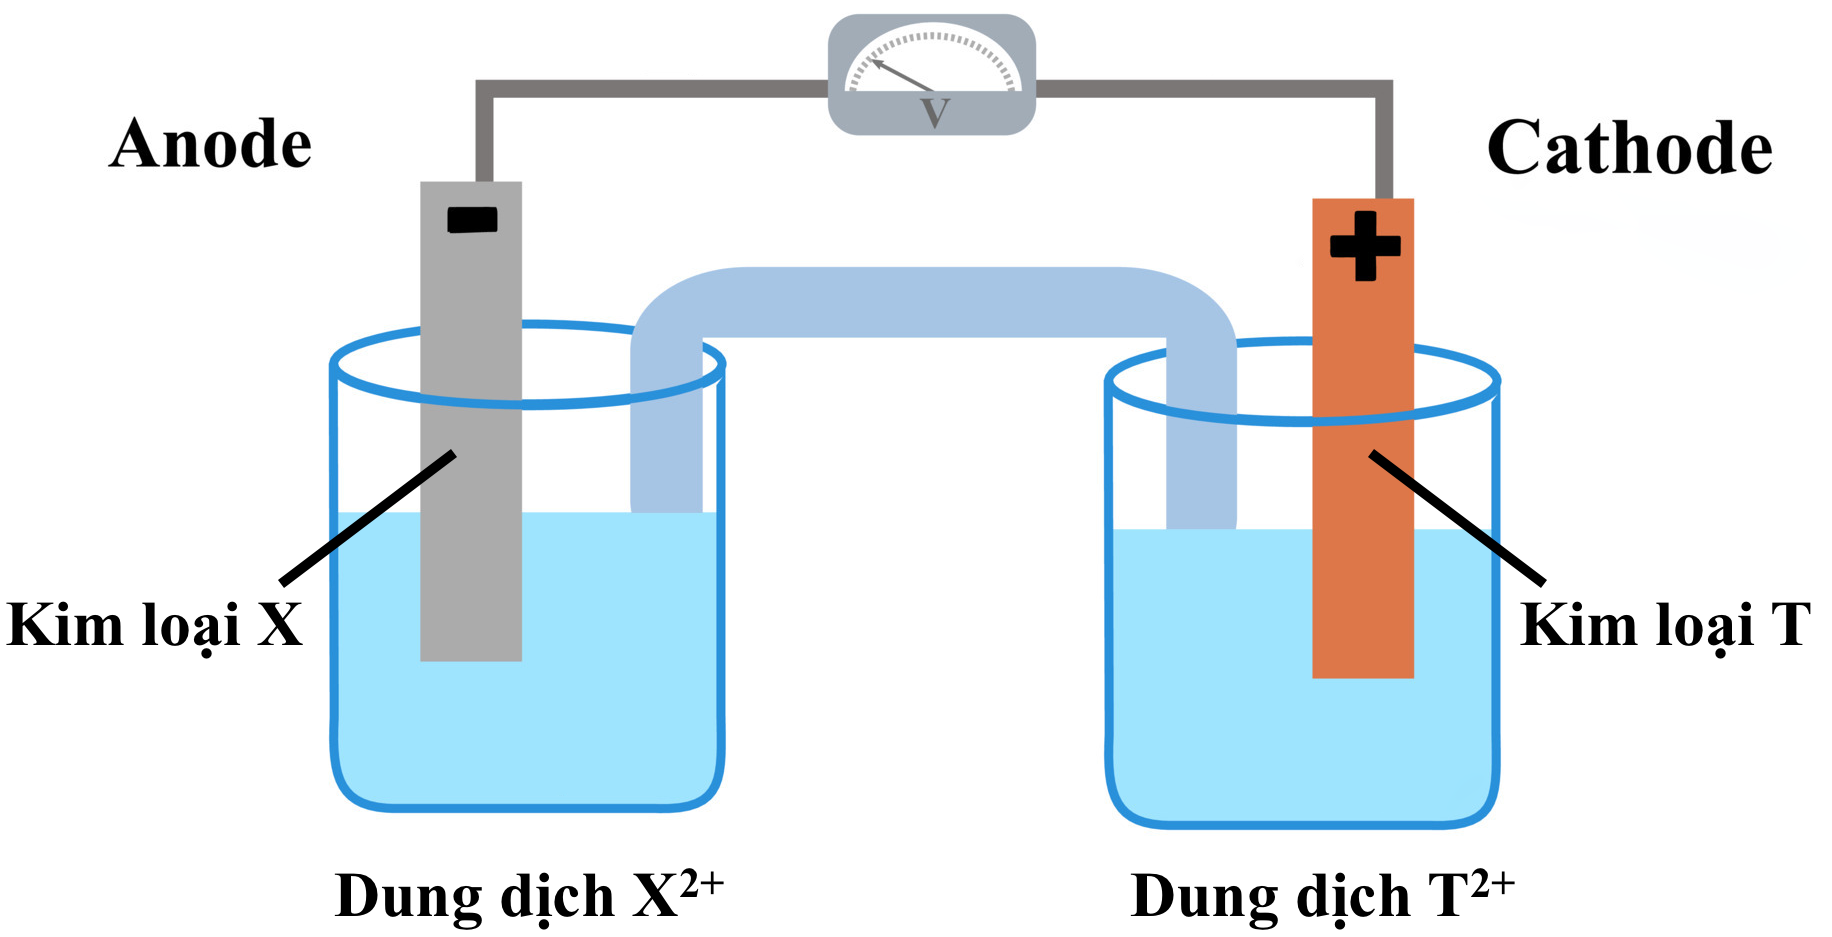 V
Anode
Cathode
Kim loại X
Kim loại T
Dung dịch X²⁺
Dung dịch T²⁺